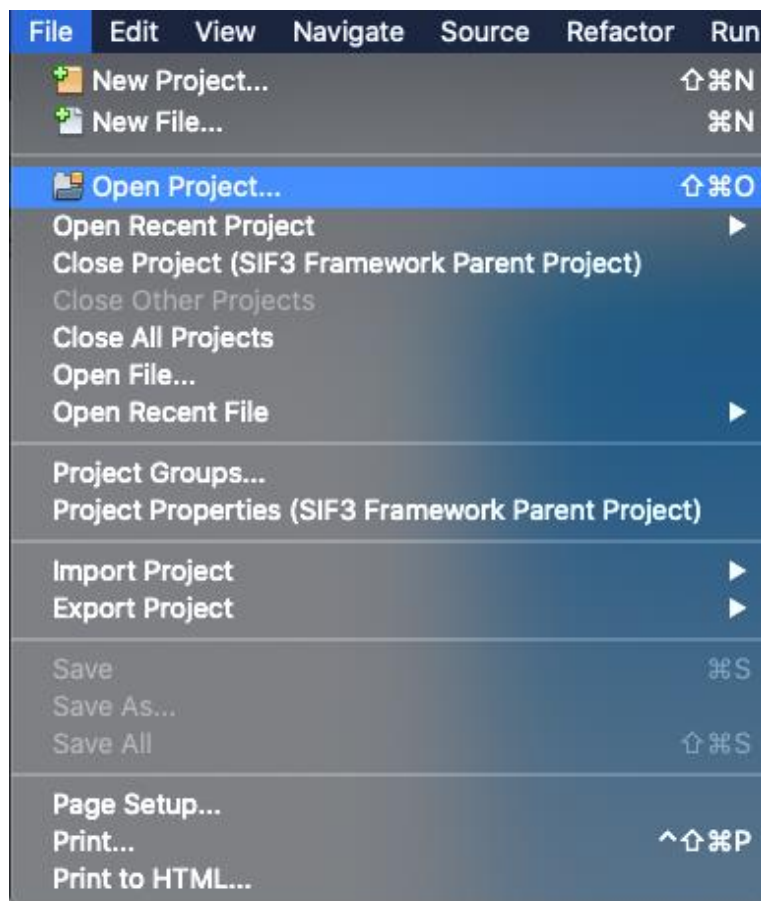 File Edit View Navigate Source Refactor Run
New Project... ⇧⌘N
New File... ⌘N
Open Project... ⇧⌘O
Open Recent Project ▶
Close Project (SIF3 Framework Parent Project)
Close Other Projects
Close All Projects
Open File...
Open Recent File ▶
Project Groups...
Project Properties (SIF3 Framework Parent Project)
Import Project ▶
Export Project ▶
Save ⌘S
Save As...
Save All ⇧⌘S
Page Setup...
Print... ^⇧⌘P
Print to HTML...